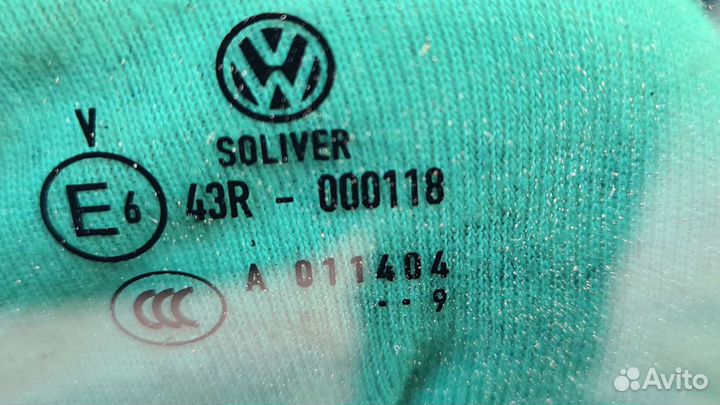 VW
SOLIVER
V
E6 43R - 000118
A 011404
CCC
-- 9
Avito